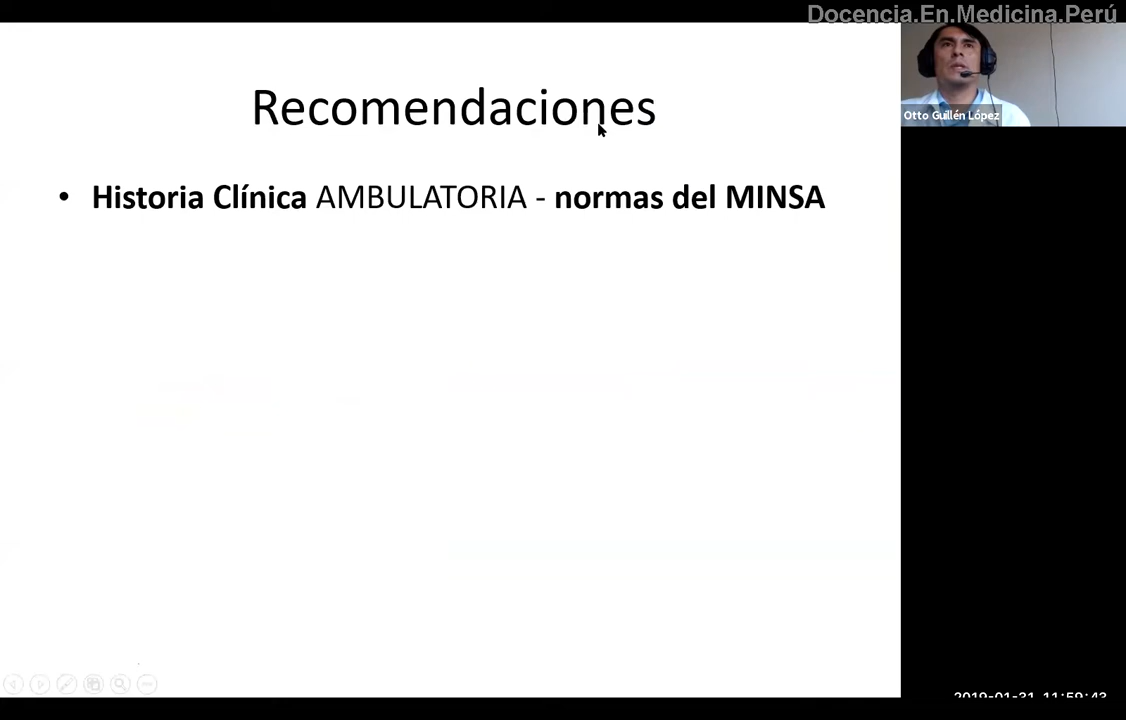 Docencia.En.Medicina.Perú
Recomendaciones
Otto Guillén López
• Historia Clínica AMBULATORIA - normas del MINSA
2019-01-31 11:59:43